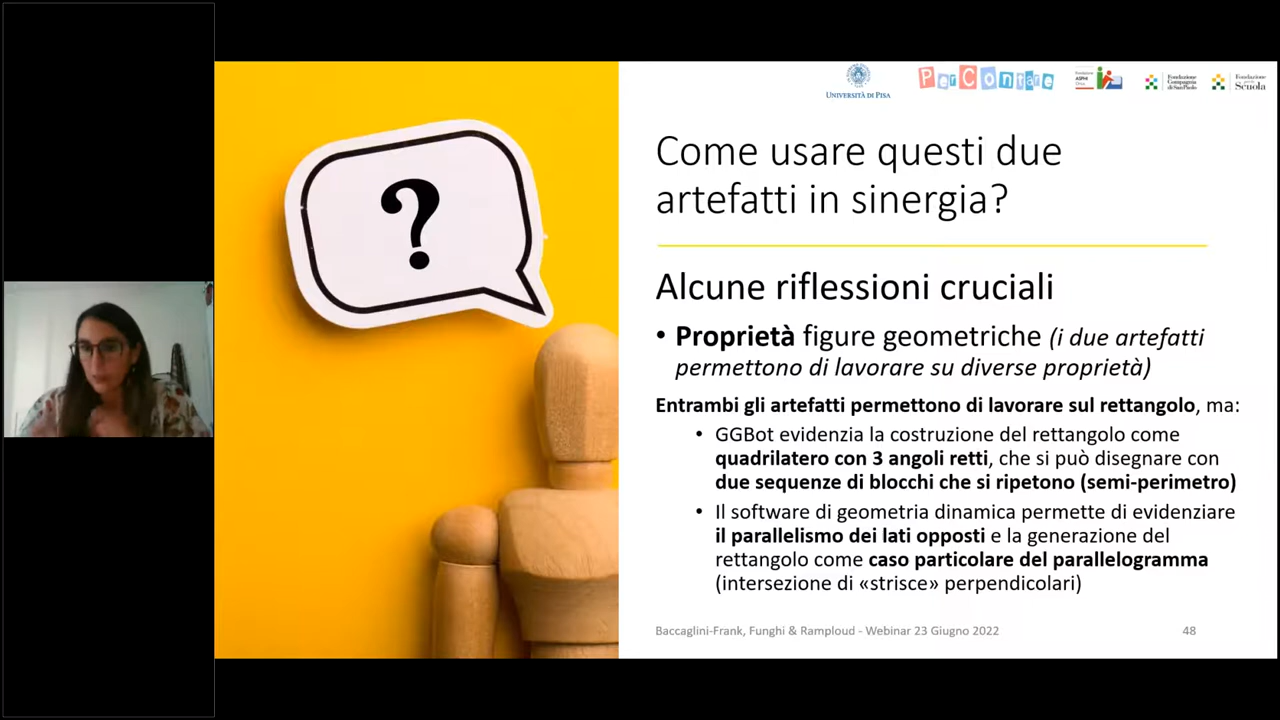 UNIVERSITÀ DI PISA
PerContare
Fondazione
ASPHI
Fondazione
Compagnia
di San Paolo
Fondazione
Scuola
?
Come usare questi due
artefatti in sinergia?
Alcune riflessioni cruciali
• Proprietà figure geometriche (i due artefatti
permettono di lavorare su diverse proprietà)
Entrambi gli artefatti permettono di lavorare sul rettangolo, ma:
• GGBot evidenzia la costruzione del rettangolo come
quadrilatero con 3 angoli retti, che si può disegnare con
due sequenze di blocchi che si ripetono (semi-perimetro)
• Il software di geometria dinamica permette di evidenziare
il parallelismo dei lati opposti e la generazione del
rettangolo come caso particolare del parallelogramma
(intersezione di «strisce» perpendicolari)
Baccaglini-Frank, Funghi & Ramploud - Webinar 23 Giugno 2022
48